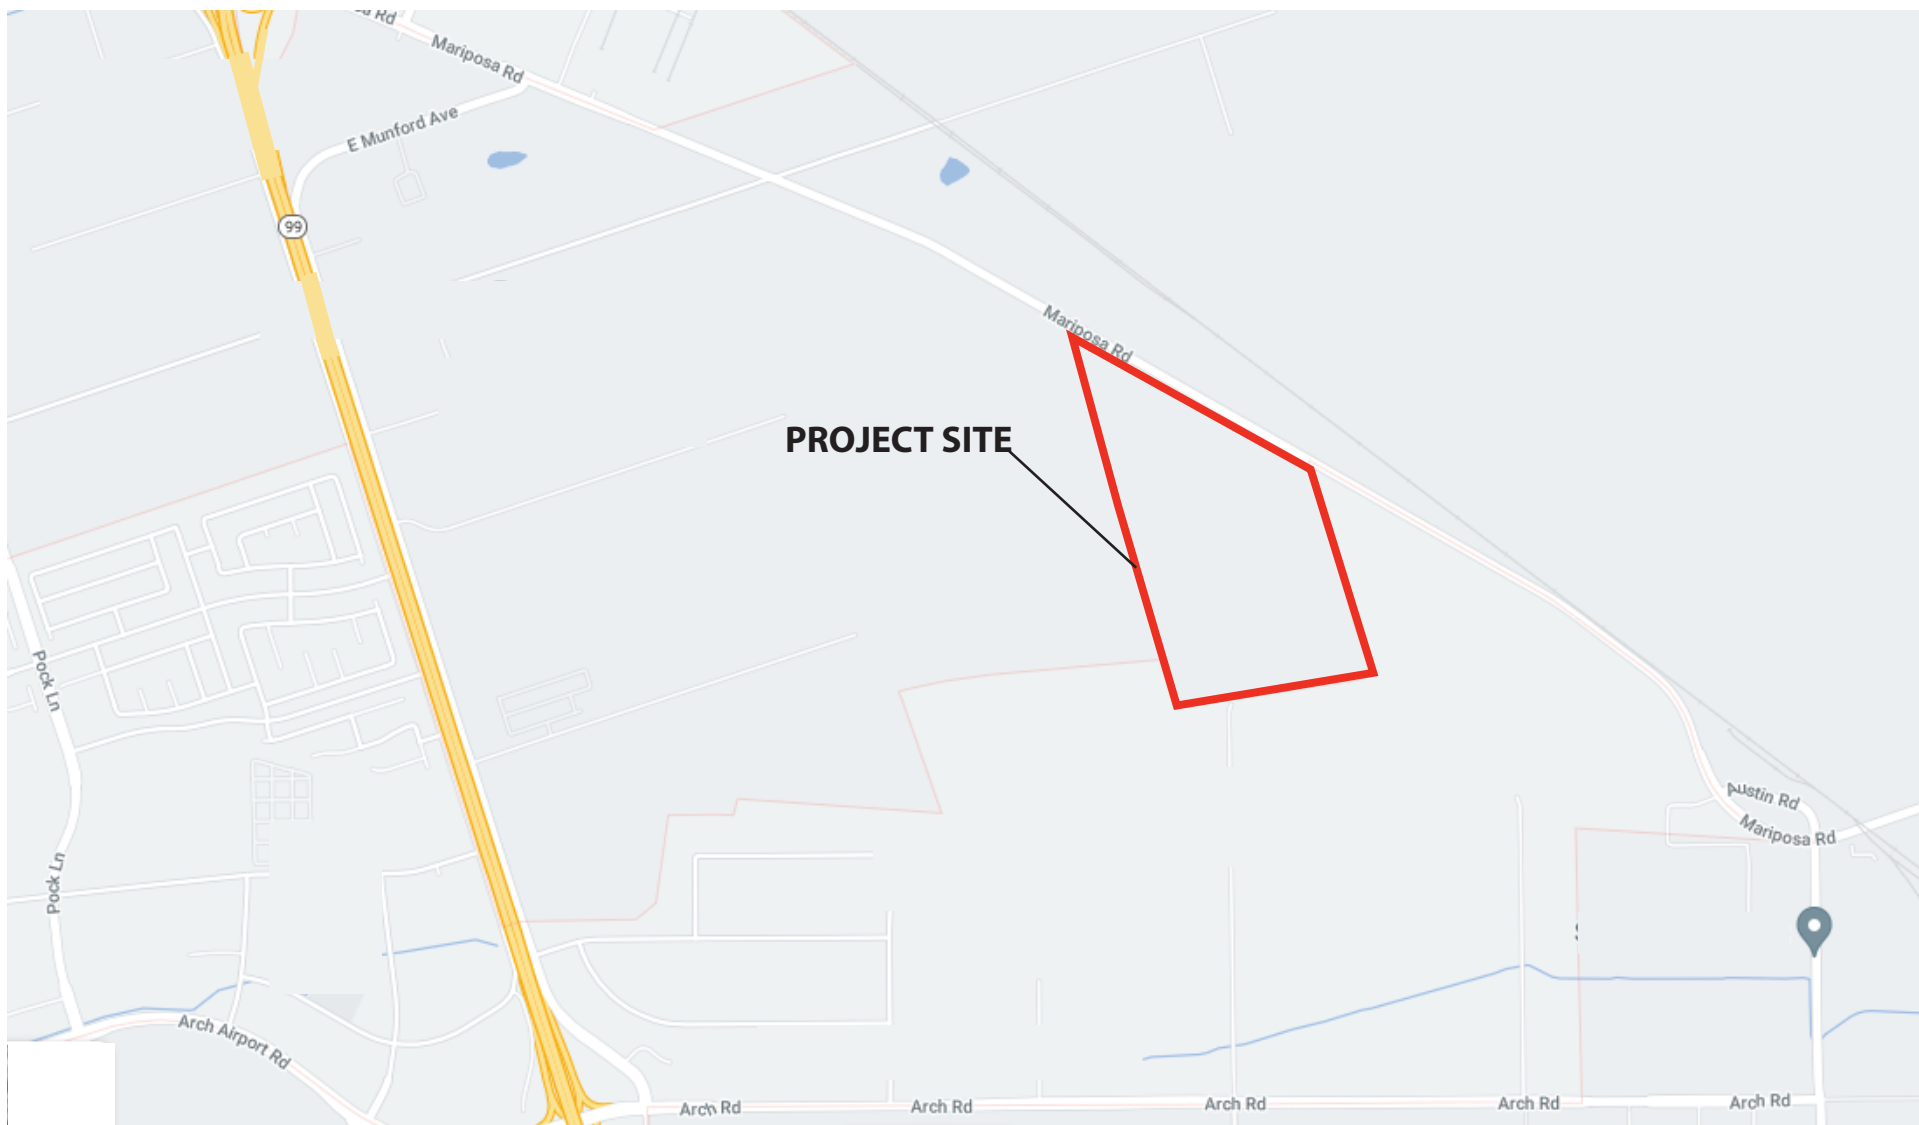 Rd
Mariposa Rd
E Munford Ave
99
Mariposa Rd
PROJECT SITE
Pock Ln
Austin Rd
Mariposa Rd
Pock Ln
Arch Airport Rd
Arch Rd
Arch Rd
Arch Rd
Arch Rd
Arch Rd